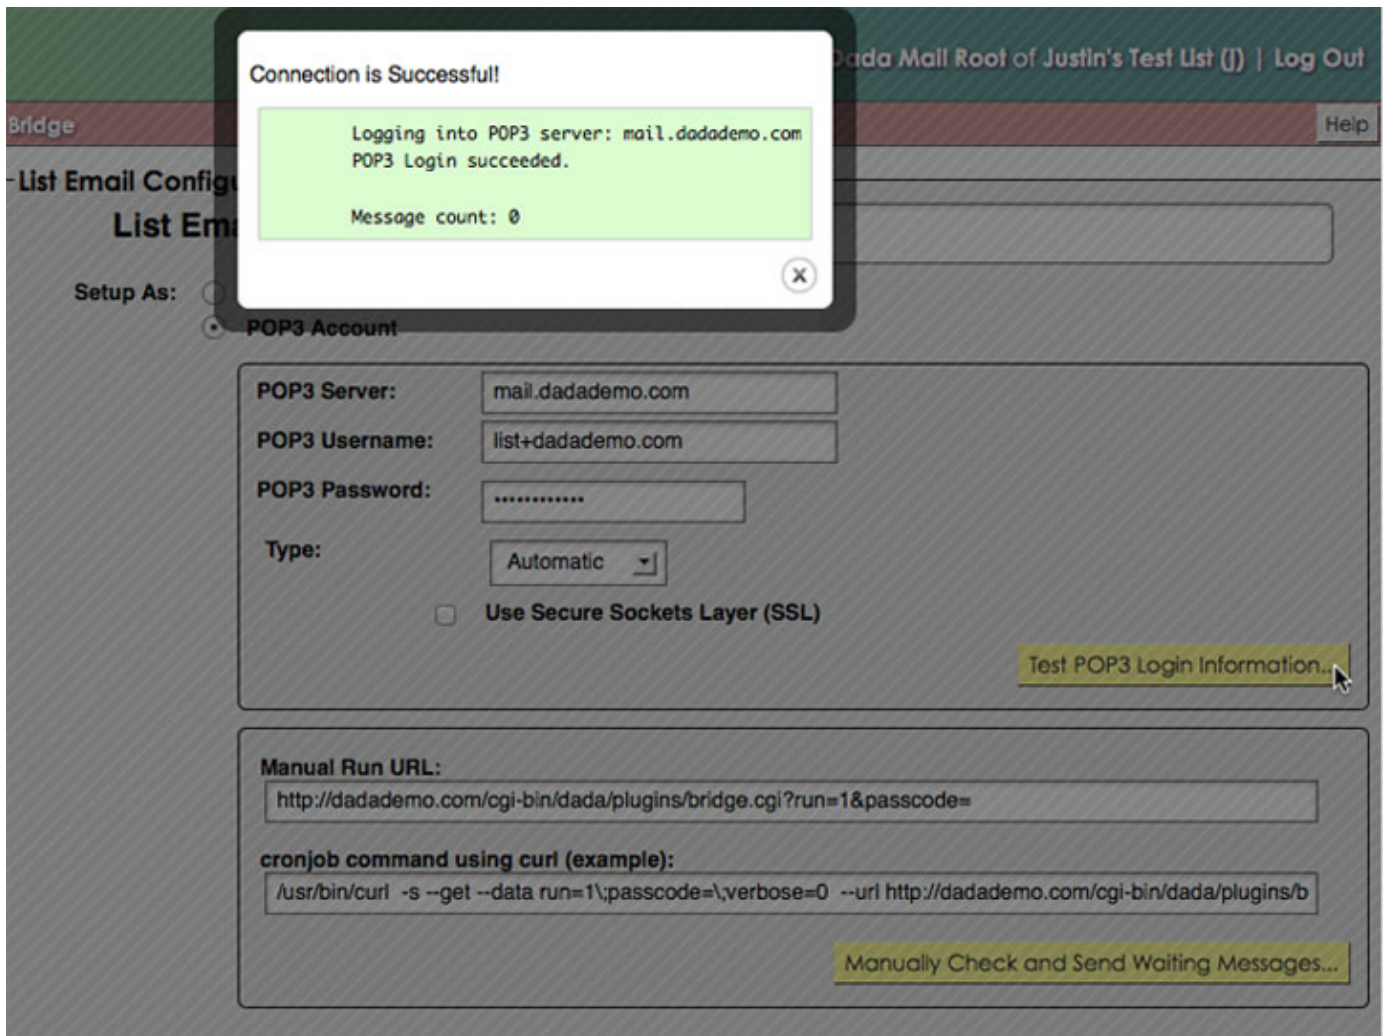 Connection is Successful!
Logging into POP3 server: mail.dadademo.com
POP3 Login succeeded.
Message count: 0
x
Dada Mail Root of Justin's Test List (j) | Log Out
Bridge
Help
List Email
List
Setup As:
POP3 Account
POP3 Server:
mail.dadademo.com
POP3 Username:
list+dadademo.com
POP3 Password:
••••••••••••
Type:
Automatic
Use Secure Sockets Layer (SSL)
Test POP3 Login Information...
Manual Run URL:
http://dadademo.com/cgi-bin/dada/plugins/bridge.cgi?run=1&passcode=
cronjob command using curl (example):
/usr/bin/curl  -s --get --data run=1\;passcode=\;verbose=0  --url http://dadademo.com/cgi-bin/dada/plugins/b
Manually Check and Send Waiting Messages...